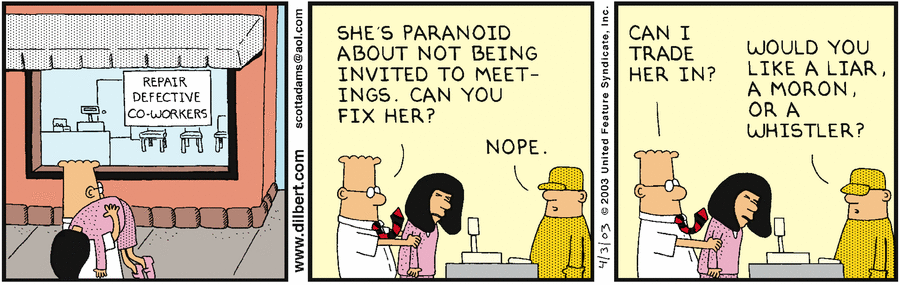 REPAIR
DEFECTIVE
CO-WORKERS
www.dilbert.com scottadams@aol.com
SHE'S PARANOID
ABOUT NOT BEING
INVITED TO MEET-
INGS. CAN YOU
FIX HER?
NOPE.
4/3/03 © 2003 United Feature Syndicate, Inc.
CAN I
TRADE
HER IN?
WOULD YOU
LIKE A LIAR,
A MORON,
OR A
WHISTLER?